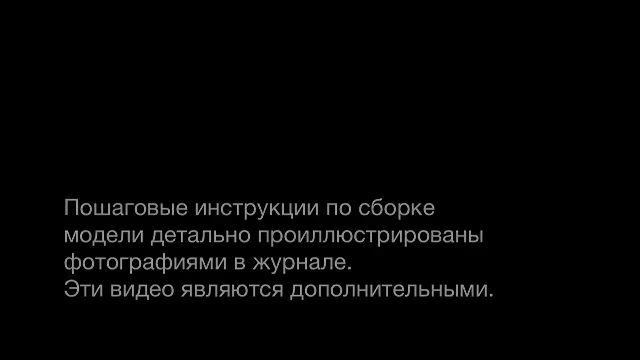 Пошаговые инструкции по сборке
модели детально проиллюстрированы
фотографиями в журнале.
Эти видео являются дополнительными.